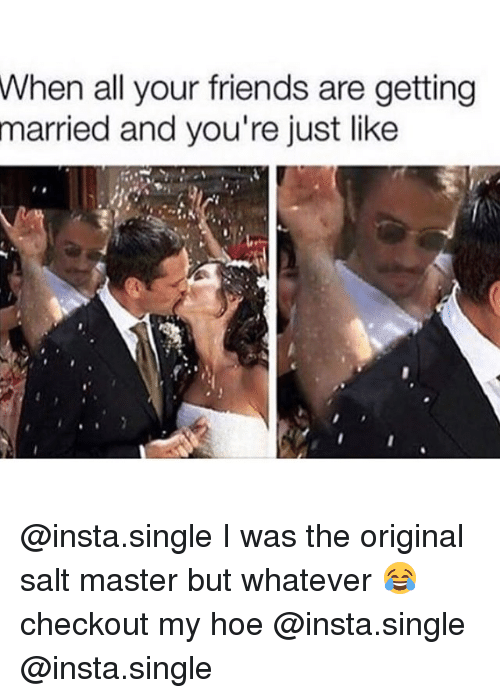 When all your friends are getting
married and you're just like
@insta.single I was the original
salt master but whatever 😂
checkout my hoe @insta.single
@insta.single